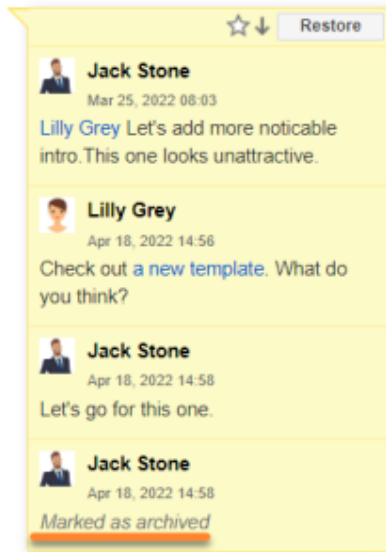 Restore
Jack Stone
Mar 25, 2022 08:03
Lilly Grey Let's add more noticable
intro.This one looks unattractive.
Lilly Grey
Apr 18, 2022 14:56
Check out a new template. What do
you think?
Jack Stone
Apr 18, 2022 14:58
Let's go for this one.
Jack Stone
Apr 18, 2022 14:58
Marked as archived